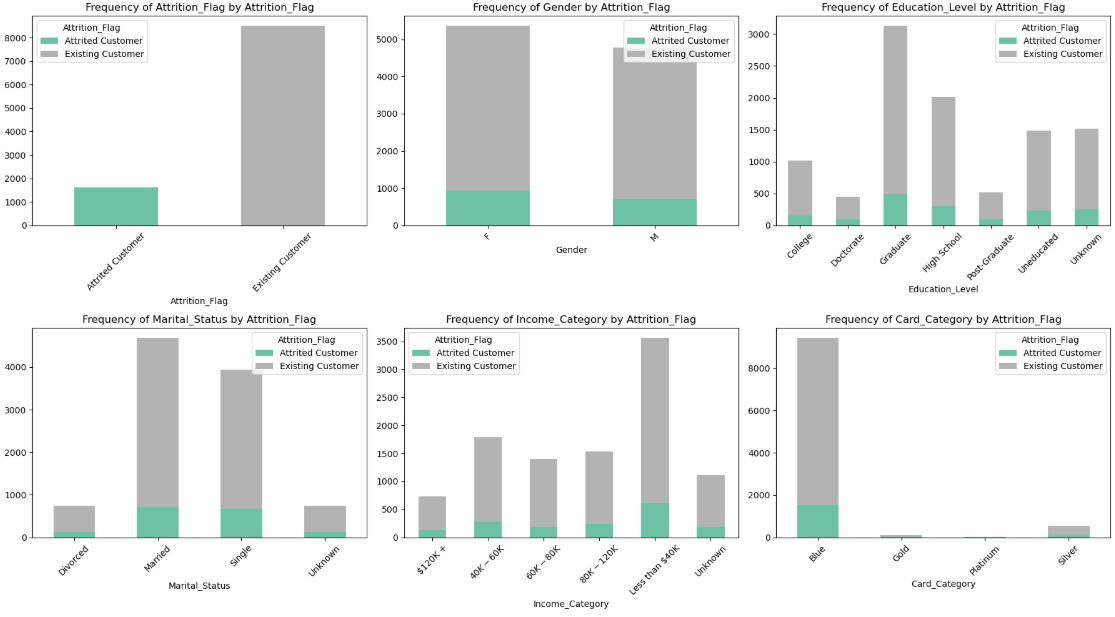 Frequency of Attrition_Flag by Attrition_Flag
Attrition_Flag
Attrited Customer
Existing Customer
8000
7000
6000
5000
4000
3000
2000
1000
0
Attrited Customer
Existing Customer
Attrition_Flag
Frequency of Gender by Attrition_Flag
Attrition_Flag
Attrited Customer
Existing Customer
5000
4000
3000
2000
1000
0
F
M
Gender
Frequency of Education_Level by Attrition_Flag
Attrition_Flag
Attrited Customer
Existing Customer
3000
2500
2000
1500
1000
500
0
College
Doctorate
Graduate
High School
Post-Graduate
Uneducated
Unknown
Education_Level
Frequency of Marital_Status by Attrition_Flag
Attrition_Flag
Attrited Customer
Existing Customer
4000
3000
2000
1000
0
Divorced
Married
Single
Unknown
Marital_Status
Frequency of Income_Category by Attrition_Flag
Attrition_Flag
Attrited Customer
Existing Customer
3500
3000
2500
2000
1500
1000
500
0
$120K +
40K − 60K
60K − 80K
80K − 120K
Less than $40K
Unknown
Income_Category
Frequency of Card_Category by Attrition_Flag
Attrition_Flag
Attrited Customer
Existing Customer
8000
6000
4000
2000
0
Blue
Gold
Platinum
Silver
Card_Category